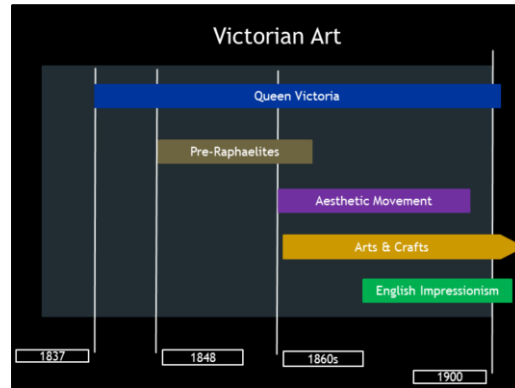 Victorian Art
Queen Victoria
Pre-Raphaelites
Aesthetic Movement
Arts & Crafts
English Impressionism
1837
1848
1860s
1900